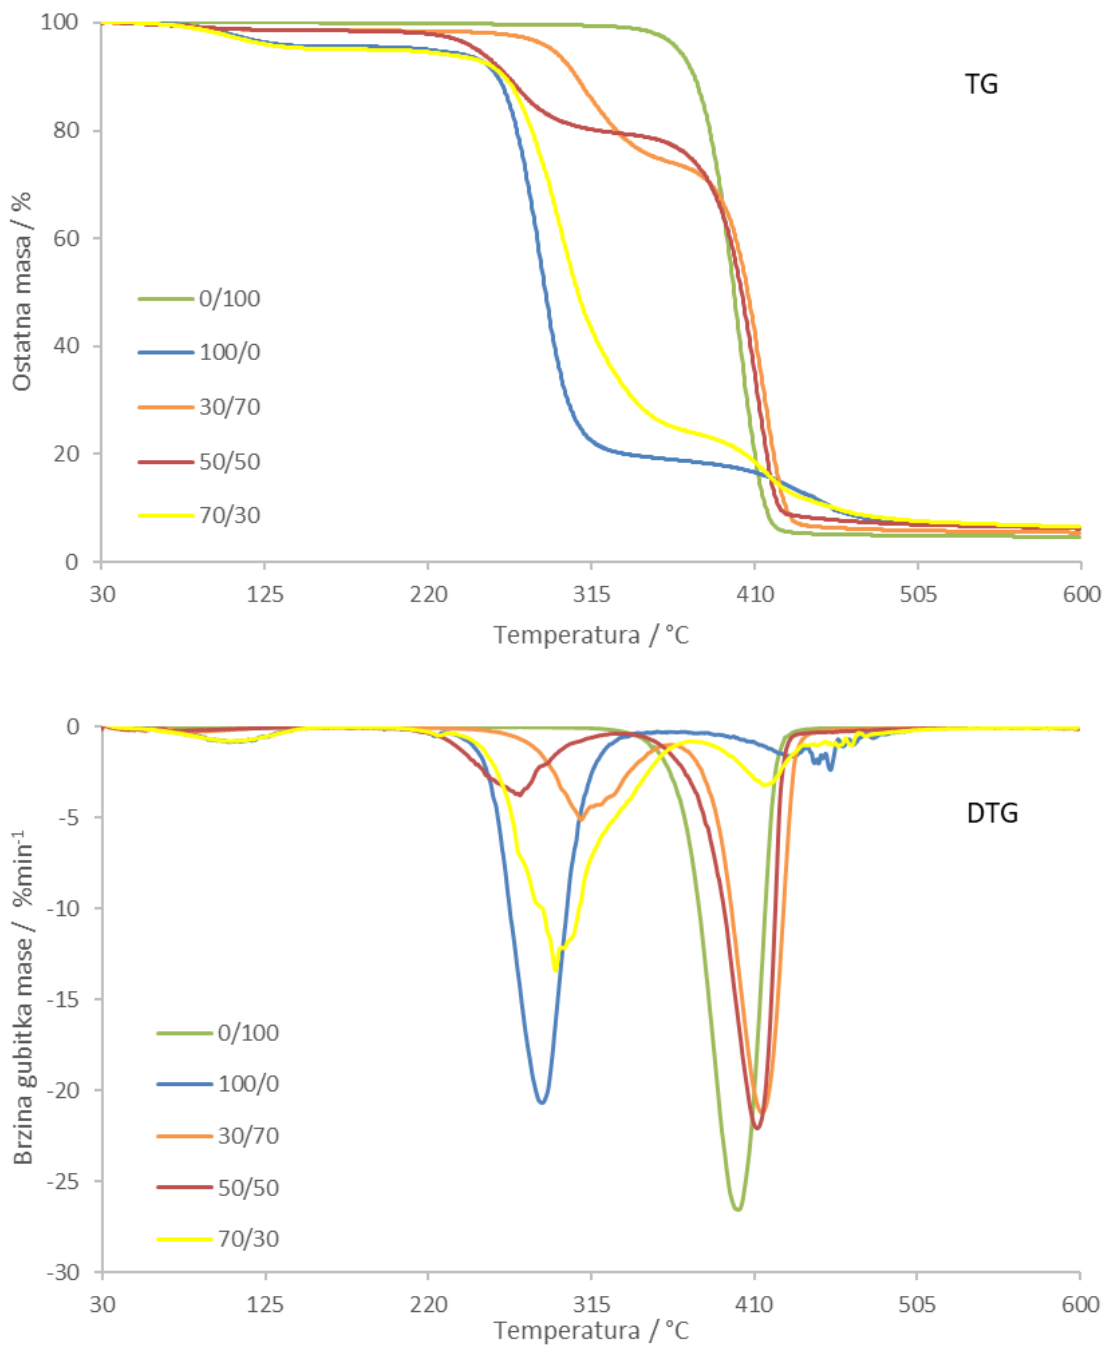 100
80
60
40
20
0
Ostatna masa / %
TG
0/100
100/0
30/70
50/50
70/30
30 125 220 315 410 505 600
Temperatura / °C
0
-5
-10
-15
-20
-25
-30
Brzina gubitka mase / %min⁻¹
DTG
0/100
100/0
30/70
50/50
70/30
30 125 220 315 410 505 600
Temperatura / °C